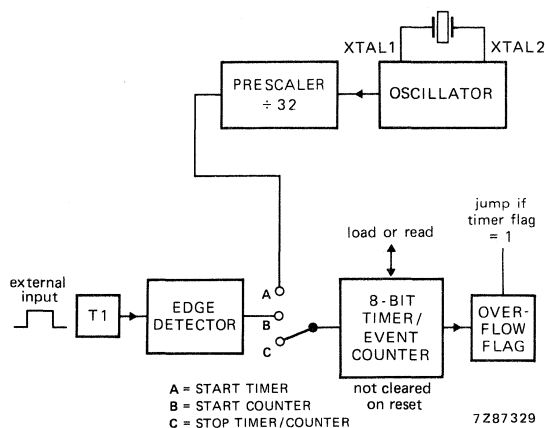 XTAL1
XTAL2
PRESCALER
÷ 32
OSCILLATOR
jump if
timer flag
= 1
load or read
external
input
T1
EDGE
DETECTOR
A
B
C
8-BIT
TIMER/
EVENT
COUNTER
OVER-
FLOW
FLAG
A = START TIMER
B = START COUNTER
C = STOP TIMER/COUNTER
not cleared
on reset
7Z87329